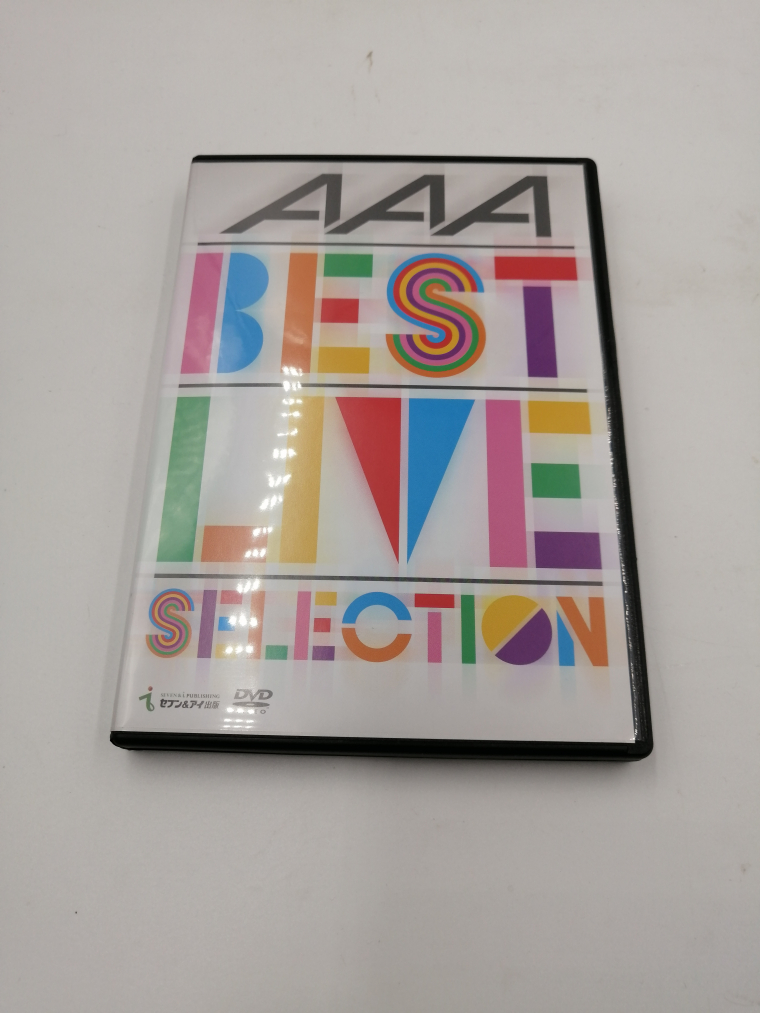 AAA
BEST
LIVE
SELECTION
SEVEN & i PUBLISHING
セブン&アイ出版
DVD